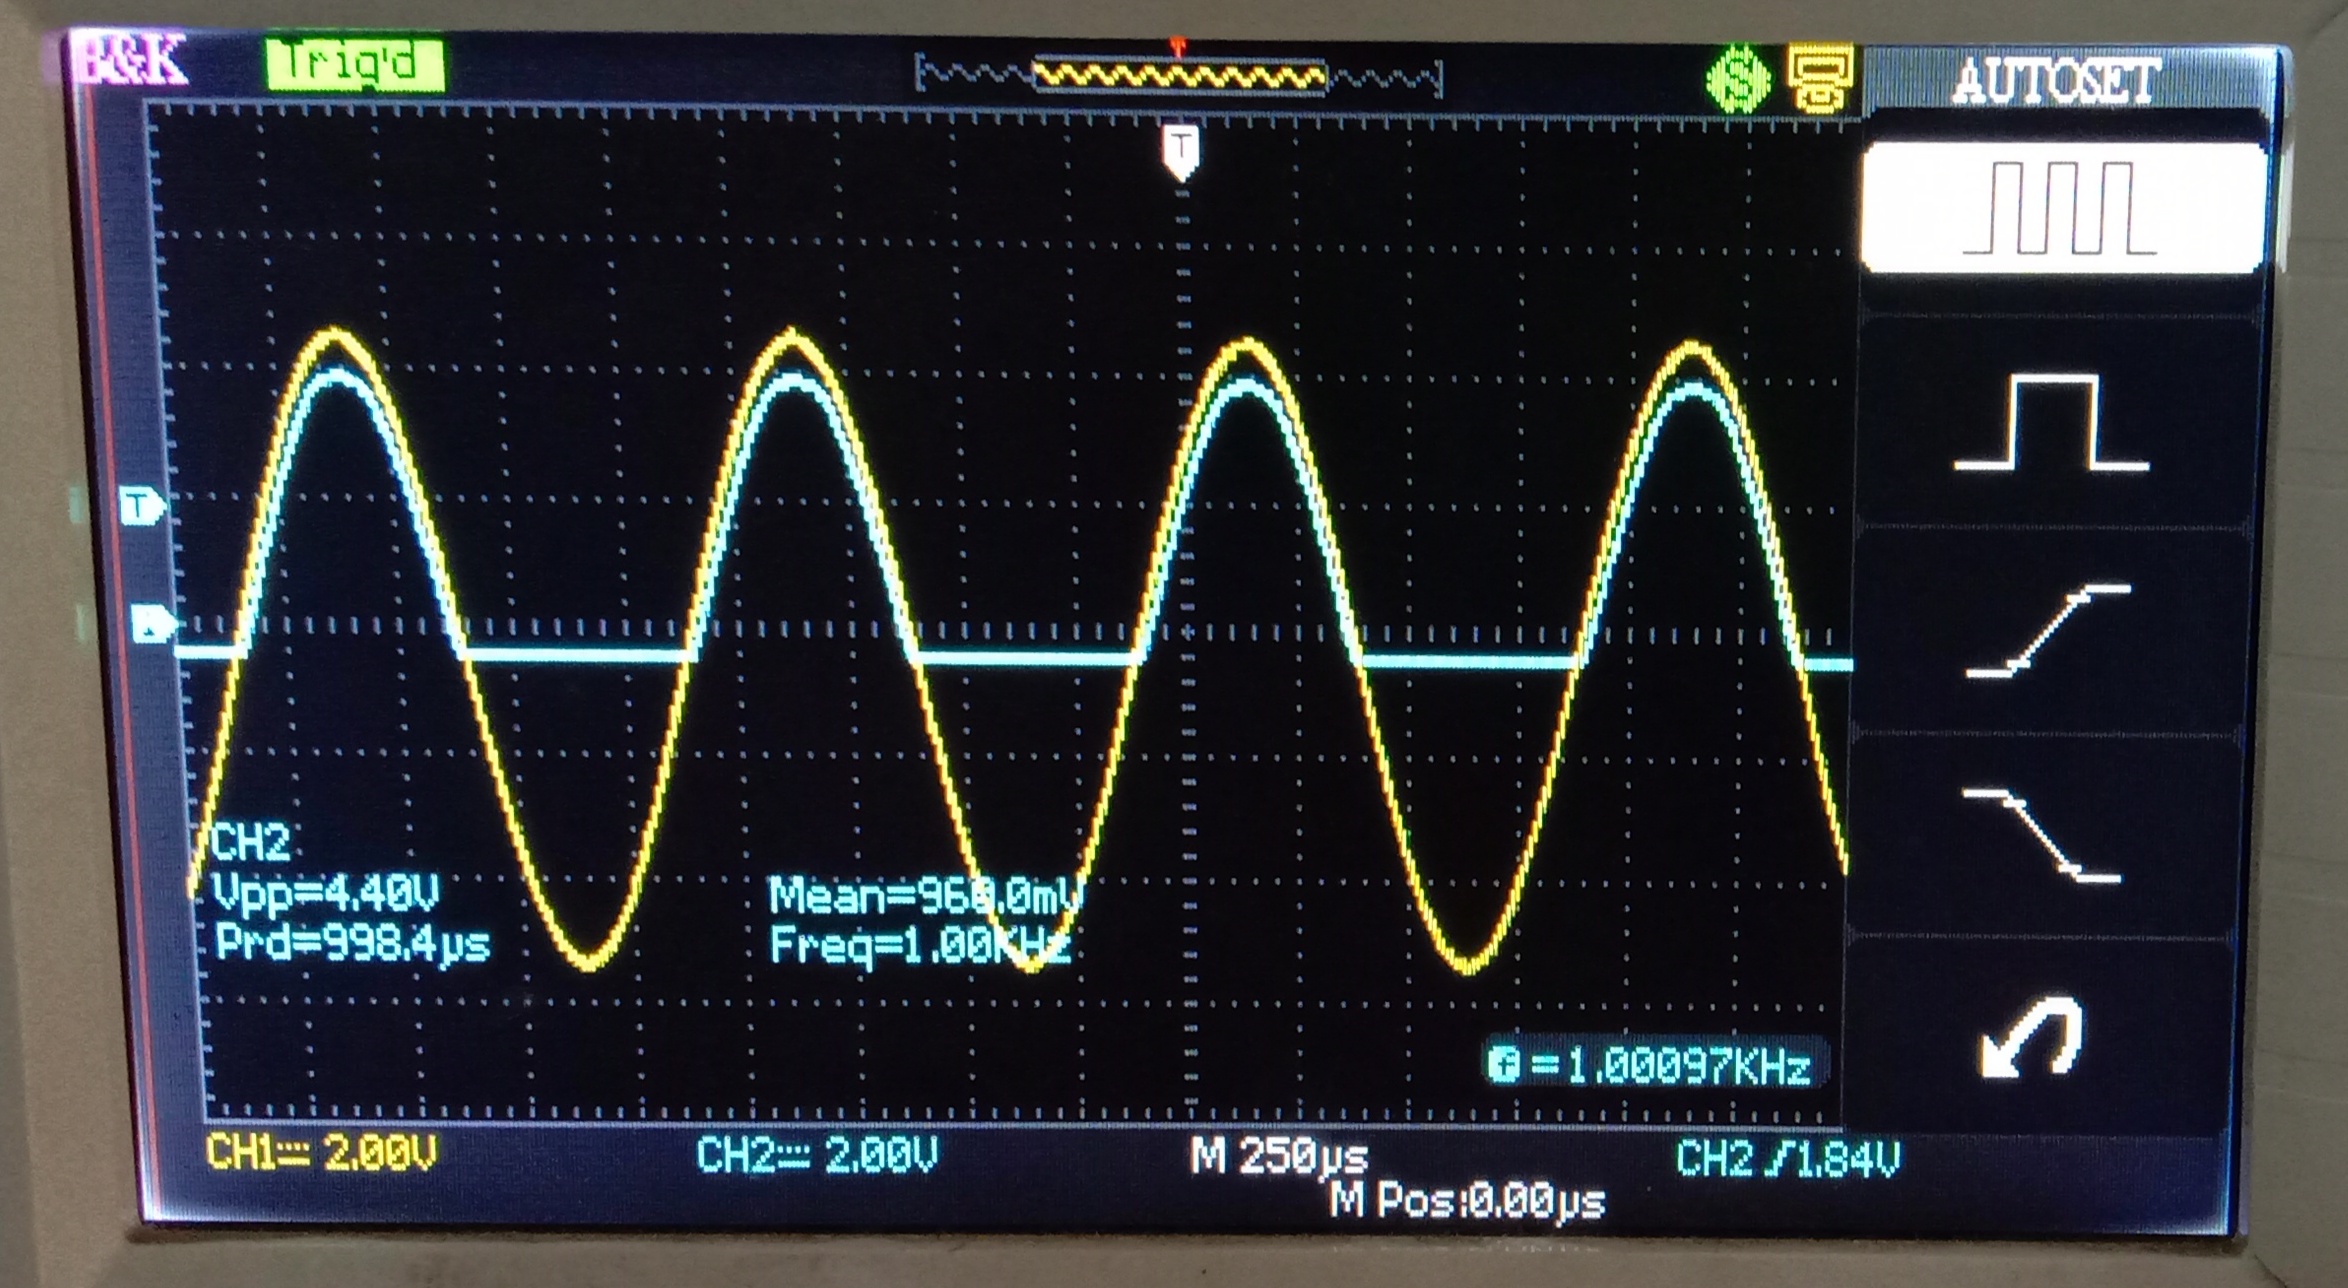 Trig'd
AUTOSET
T
T
CH2
Vpp=4.40V Mean=960.0mV
Prd=998.4µs Freq=1.00KHz
f=1.00097KHz
CH1 2.00V CH2 2.00V M 250µs CH2 1.84V
M Pos:0.00µs